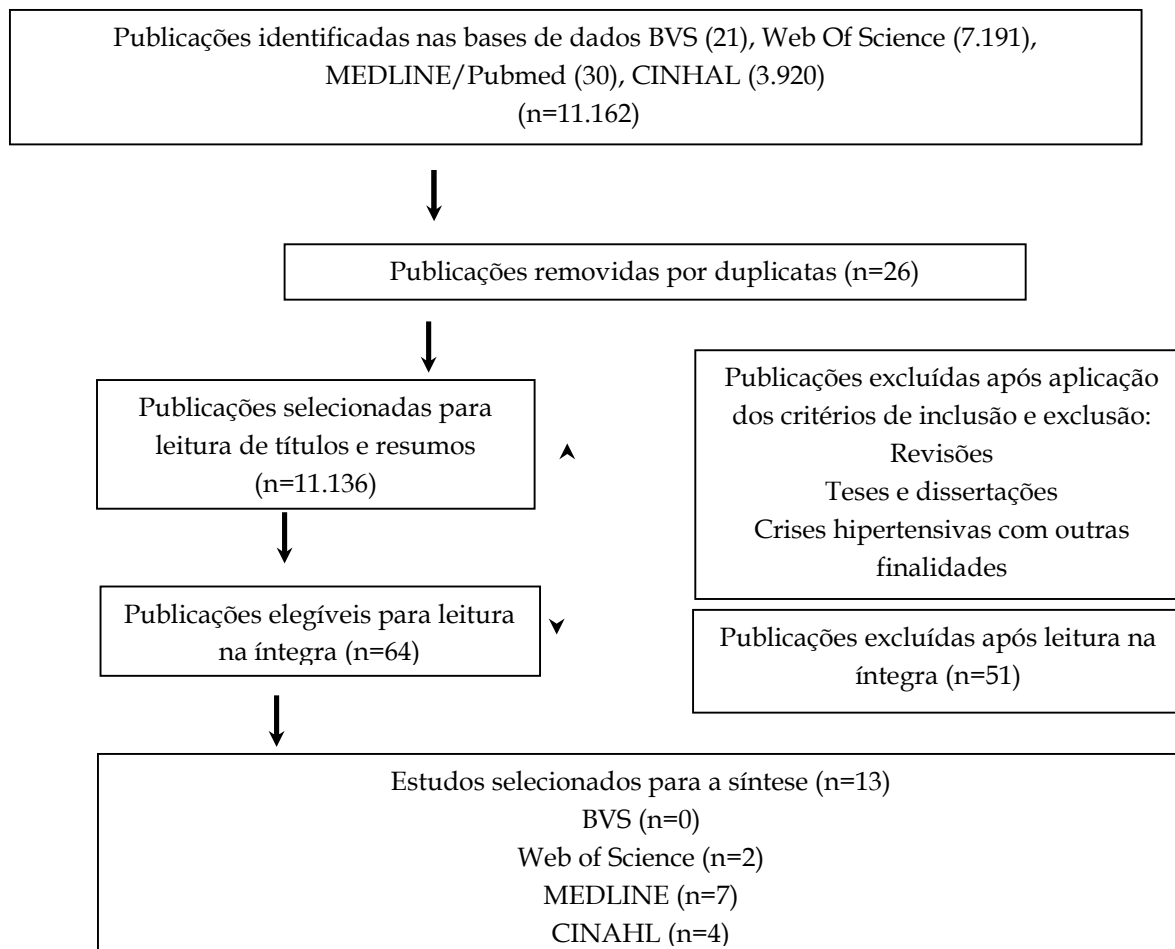 Publicações identificadas nas bases de dados BVS (21), Web Of Science (7.191),
MEDLINE/Pubmed (30), CINHAL (3.920)
(n=11.162)
Publicações removidas por duplicatas (n=26)
Publicações selecionadas para
leitura de títulos e resumos
(n=11.136)
Publicações excluídas após aplicação
dos critérios de inclusão e exclusão:
Revisões
Teses e dissertações
Crises hipertensivas com outras
finalidades
Publicações elegíveis para leitura
na íntegra (n=64)
Publicações excluídas após leitura na
íntegra (n=51)
Estudos selecionados para a síntese (n=13)
BVS (n=0)
Web of Science (n=2)
MEDLINE (n=7)
CINAHL (n=4)